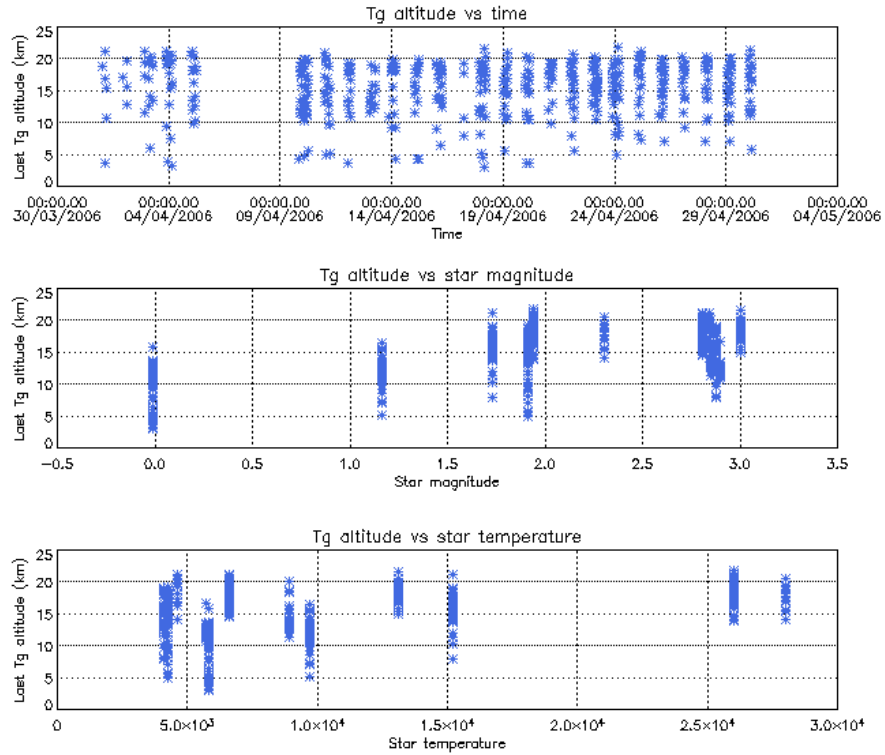 Tg altitude vs time
Last Tg altitude (km)
25
20
15
10
5
0
00:00.00 00:00.00 00:00.00 00:00.00 00:00.00 00:00.00 00:00.00 00:00.00
30/03/2006 04/04/2006 09/04/2006 14/04/2006 19/04/2006 24/04/2006 29/04/2006 04/05/2006
Time
Tg altitude vs star magnitude
Last Tg altitude (km)
25
20
15
10
5
0
-0.5 0.0 0.5 1.0 1.5 2.0 2.5 3.0 3.5
Star magnitude
Tg altitude vs star temperature
Last Tg altitude (km)
25
20
15
10
5
0
0 5.0×10³ 1.0×10⁴ 1.5×10⁴ 2.0×10⁴ 2.5×10⁴ 3.0×10⁴
Star temperature